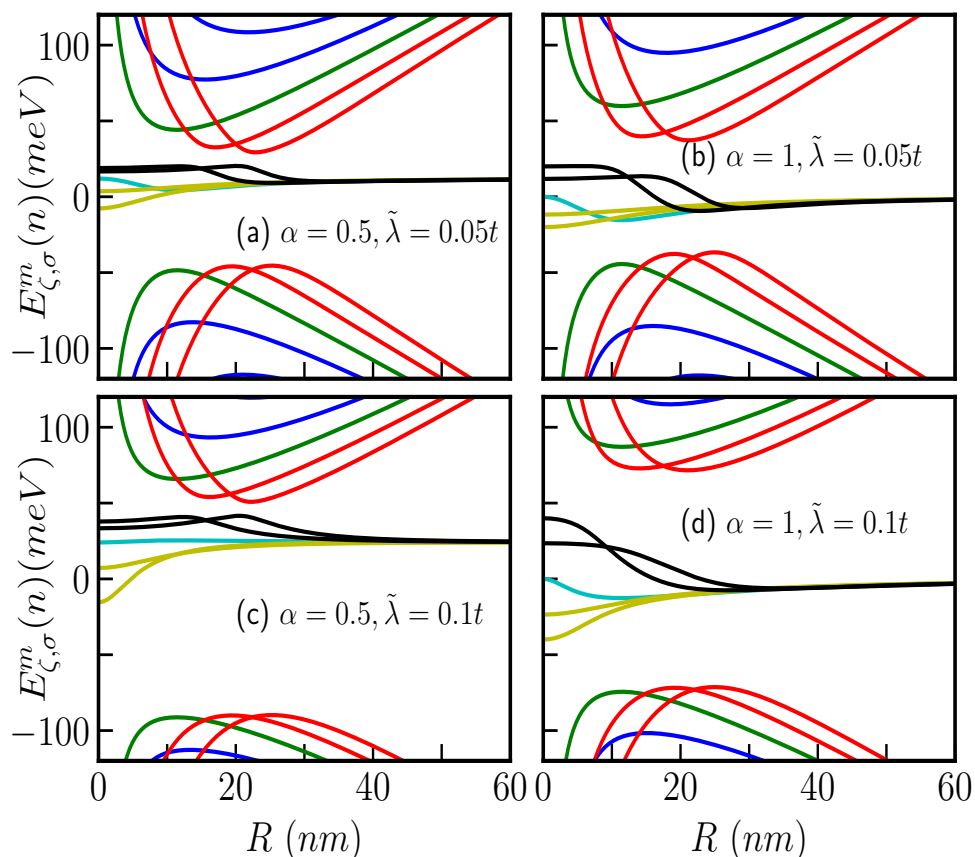 100
0
−100
E^m_{ζ,σ}(n)(meV)
(a) α = 0.5, λ̃ = 0.05t
(b) α = 1, λ̃ = 0.05t
100
0
−100
E^m_{ζ,σ}(n)(meV)
(c) α = 0.5, λ̃ = 0.1t
(d) α = 1, λ̃ = 0.1t
0 20 40 60 0 20 40 60
R (nm) R (nm)